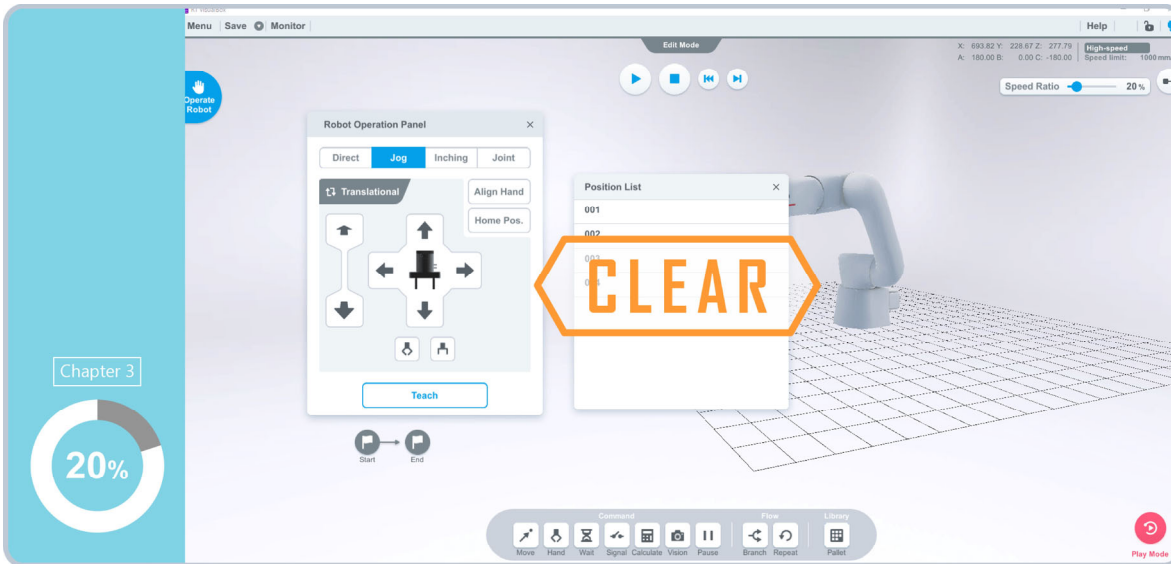 Menu Save Monitor Help
Edit Mode
X: 693.82 Y: 228.67 Z: 277.79 High-speed
A: 180.00 B: 0.00 C: -180.00 Speed limit: 1000 mm/
Speed Ratio 20 %
Operate
Robot
Robot Operation Panel
Direct Jog Inching Joint
Translational
Align Hand
Home Pos.
Teach
Position List
001
002
003
CLEAR
Chapter 3
20%
Start End
Command Flow Library
Move Hand Wait Signal Calculate Vision Pause Branch Repeat Pallet
Play Mode